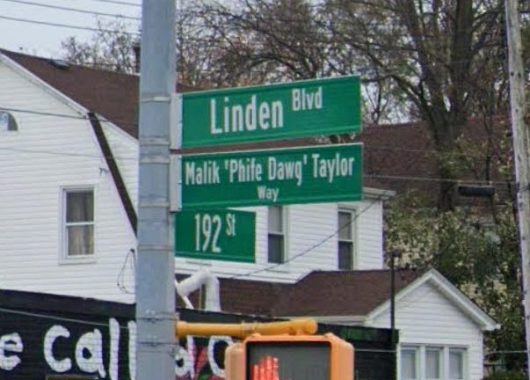 Linden Blvd
Malik 'Phife Dawg' Taylor
Way
192 St